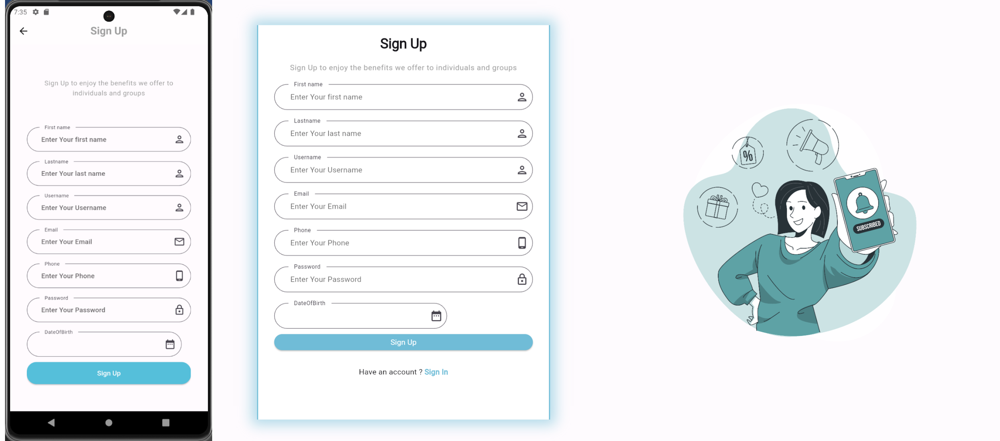 7:35
Sign Up
Sign Up to enjoy the benefits we offer to
individuals and groups
First name
Enter Your first name
Lastname
Enter Your last name
Username
Enter Your Username
Email
Enter Your Email
Phone
Enter Your Phone
Password
Enter Your Password
DateOfBirth
Sign Up
Sign Up
Sign Up to enjoy the benefits we offer to individuals and groups
First name
Enter Your first name
Lastname
Enter Your last name
Username
Enter Your Username
Email
Enter Your Email
Phone
Enter Your Phone
Password
Enter Your Password
DateOfBirth
Sign Up
Have an account ? Sign In
%
SUBSCRIBED